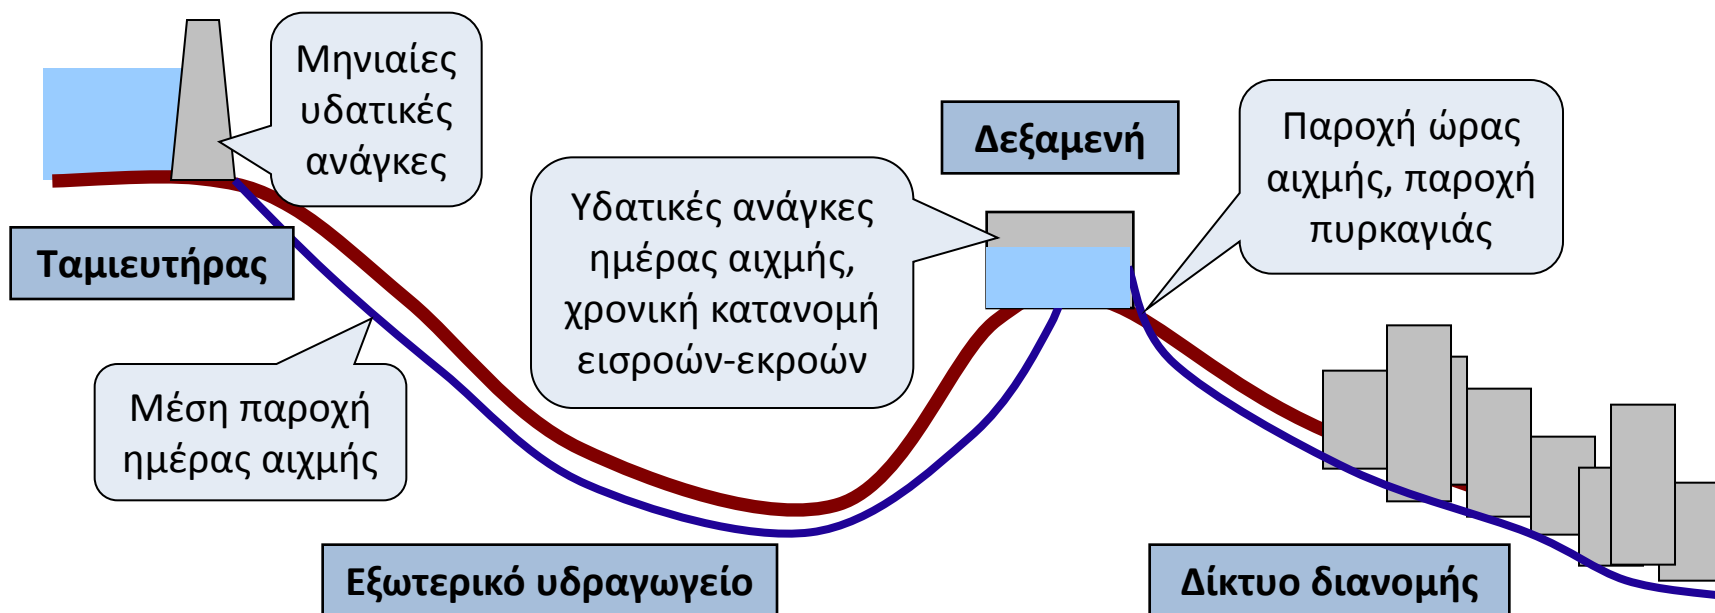 Μηνιαίες
υδατικές
ανάγκες
Ταμιευτήρας
Μέση παροχή
ημέρας αιχμής
Εξωτερικό υδραγωγείο
Υδατικές ανάγκες
ημέρας αιχμής,
χρονική κατανομή
εισροών-εκροών
Δεξαμενή
Παροχή ώρας
αιχμής, παροχή
πυρκαγιάς
Δίκτυο διανομής